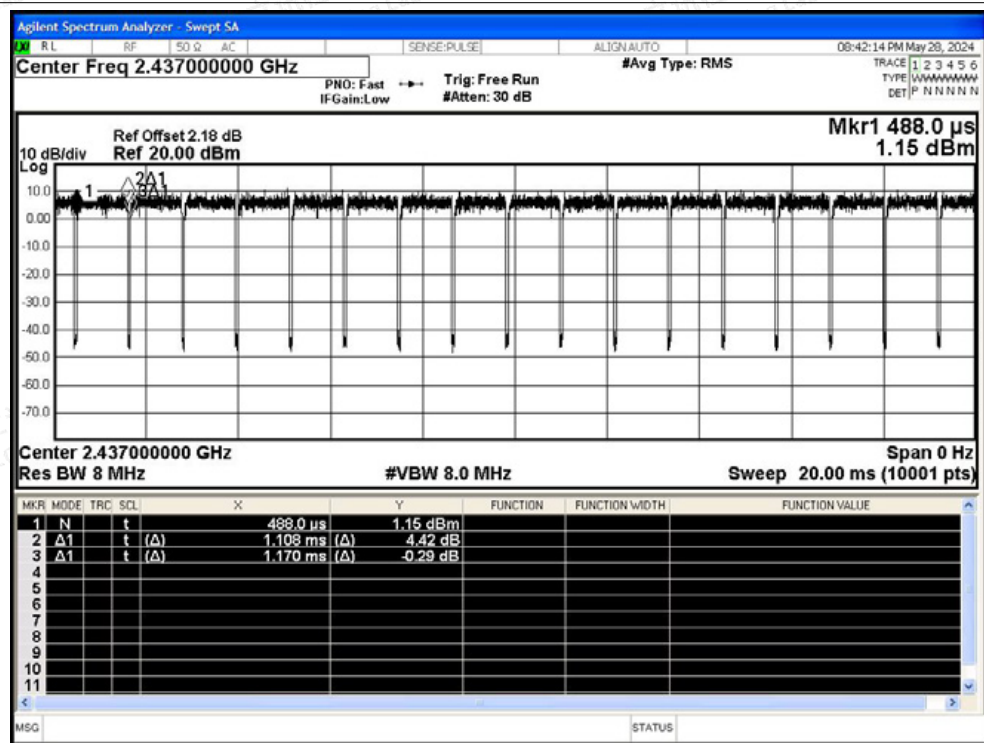 Agilent Spectrum Analyzer - Swept SA
RL RF 50 Ω AC SENSE:PULSE ALIGN AUTO 08:42:14 PM May 28, 2024
Center Freq 2.437000000 GHz #Avg Type: RMS TRACE 1 2 3 4 5 6
PNO: Fast Trig: Free Run TYPE WWWWWW
IFGain:Low #Atten: 30 dB DET P N N N N N
Mkr1 488.0 µs
Ref Offset 2.18 dB
10 dB/div Ref 20.00 dBm 1.15 dBm
Log
2Δ1
10.0 1 3Δ1
0.00
-10.0
-20.0
-30.0
-40.0
-50.0
-60.0
-70.0
Center 2.437000000 GHz Span 0 Hz
Res BW 8 MHz #VBW 8.0 MHz Sweep 20.00 ms (10001 pts)
MKR MODE TRC SCL X Y FUNCTION FUNCTION WIDTH FUNCTION VALUE
1 N t 488.0 µs 1.15 dBm
2 Δ1 t (Δ) 1.108 ms (Δ) 4.42 dB
3 Δ1 t (Δ) 1.170 ms (Δ) -0.29 dB
4
5
6
7
8
9
10
11
MSG STATUS